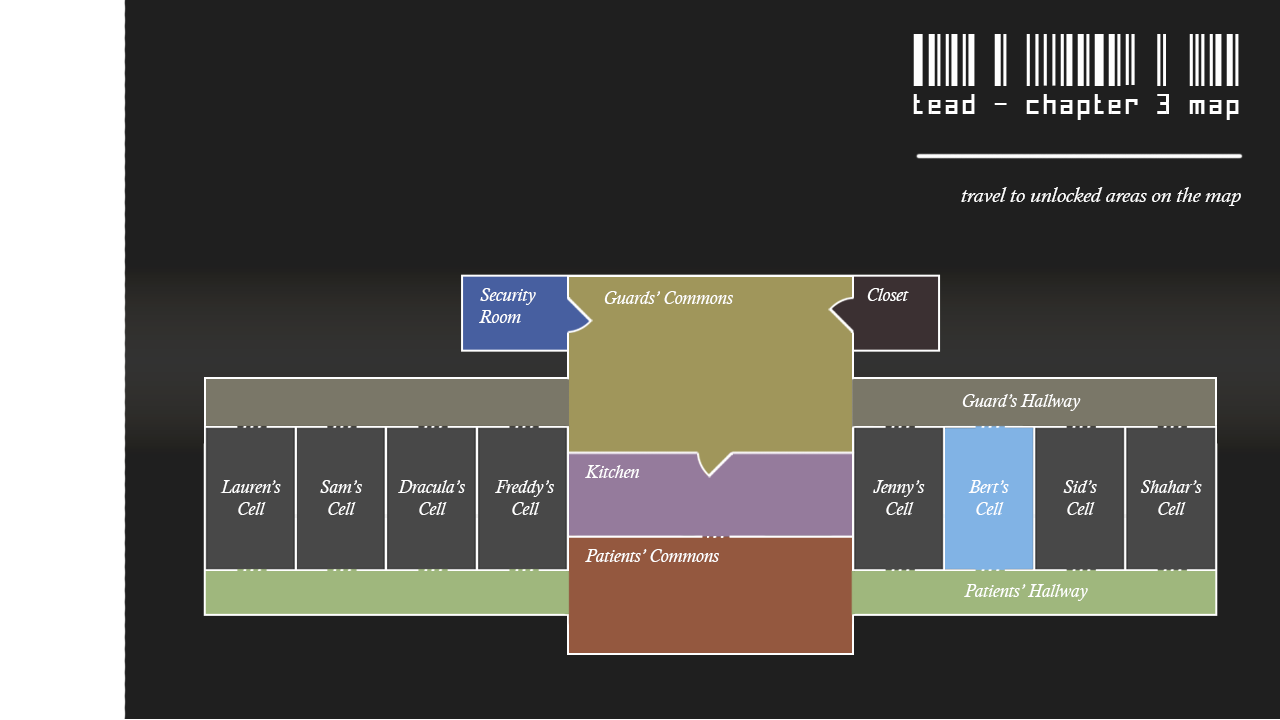 tead - chapter 3 map
travel to unlocked areas on the map
Security
Room
Guards' Commons
Closet
Guard's Hallway
Lauren's
Cell
Sam's
Cell
Dracula's
Cell
Freddy's
Cell
Kitchen
Jenny's
Cell
Bert's
Cell
Sid's
Cell
Shahar's
Cell
Patients' Commons
Patients' Hallway